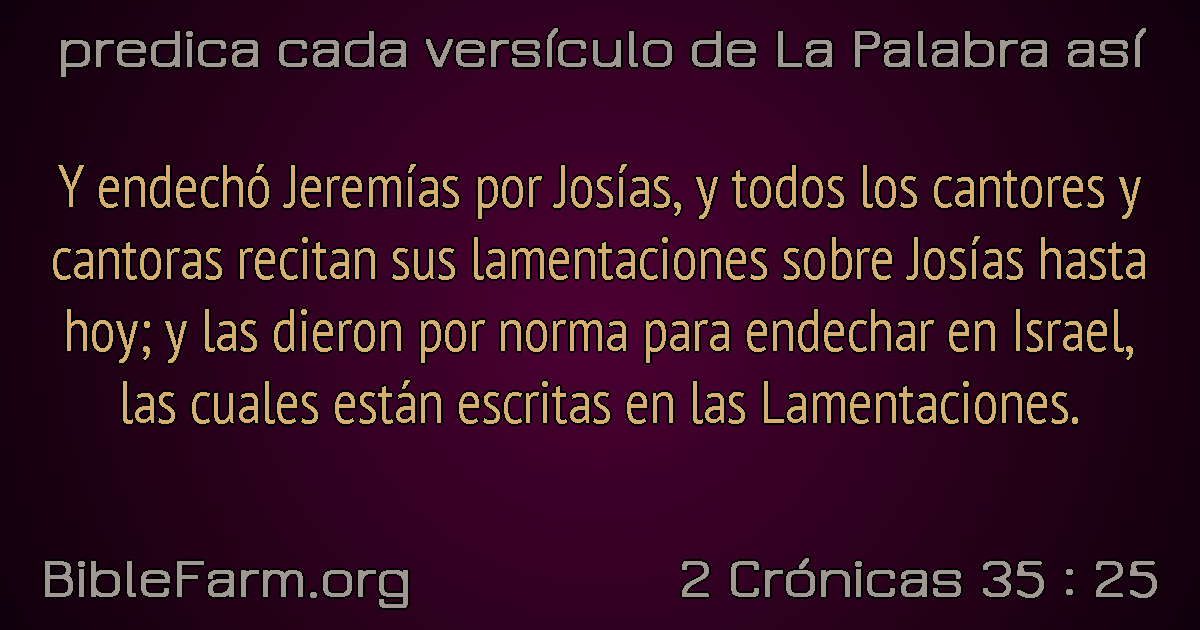 predica cada versículo de La Palabra así
Y endechó Jeremías por Josías, y todos los cantores y
cantoras recitan sus lamentaciones sobre Josías hasta
hoy; y las dieron por norma para endechar en Israel,
las cuales están escritas en las Lamentaciones.
BibleFarm.org
2 Crónicas 35 : 25